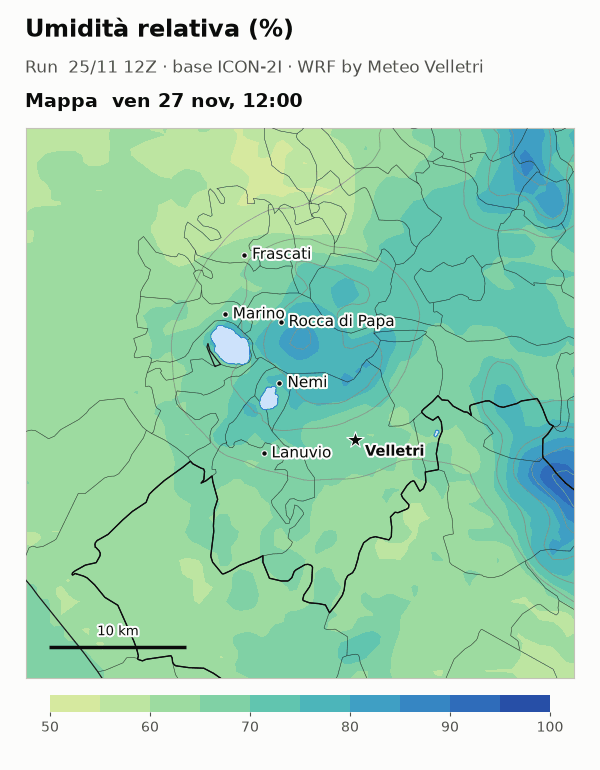 Umidità relativa (%)
Run  25/11 12Z · base ICON-2I · WRF by Meteo Velletri
Mappa  ven 27 nov, 12:00
Frascati
Marino
Rocca di Papa
Nemi
Velletri
Lanuvio
10 km
50 60 70 80 90 100